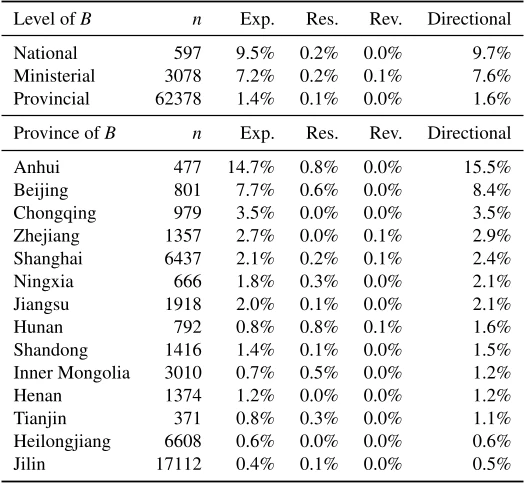 Level of B n Exp. Res. Rev. Directional
National 597 9.5% 0.2% 0.0% 9.7%
Ministerial 3078 7.2% 0.2% 0.1% 7.6%
Provincial 62378 1.4% 0.1% 0.0% 1.6%
Province of B n Exp. Res. Rev. Directional
Anhui 477 14.7% 0.8% 0.0% 15.5%
Beijing 801 7.7% 0.6% 0.0% 8.4%
Chongqing 979 3.5% 0.0% 0.0% 3.5%
Zhejiang 1357 2.7% 0.0% 0.1% 2.9%
Shanghai 6437 2.1% 0.2% 0.1% 2.4%
Ningxia 666 1.8% 0.3% 0.0% 2.1%
Jiangsu 1918 2.0% 0.1% 0.0% 2.1%
Hunan 792 0.8% 0.8% 0.1% 1.6%
Shandong 1416 1.4% 0.1% 0.0% 1.5%
Inner Mongolia 3010 0.7% 0.5% 0.0% 1.2%
Henan 1374 1.2% 0.0% 0.0% 1.2%
Tianjin 371 0.8% 0.3% 0.0% 1.1%
Heilongjiang 6608 0.6% 0.0% 0.0% 0.6%
Jilin 17112 0.4% 0.1% 0.0% 0.5%